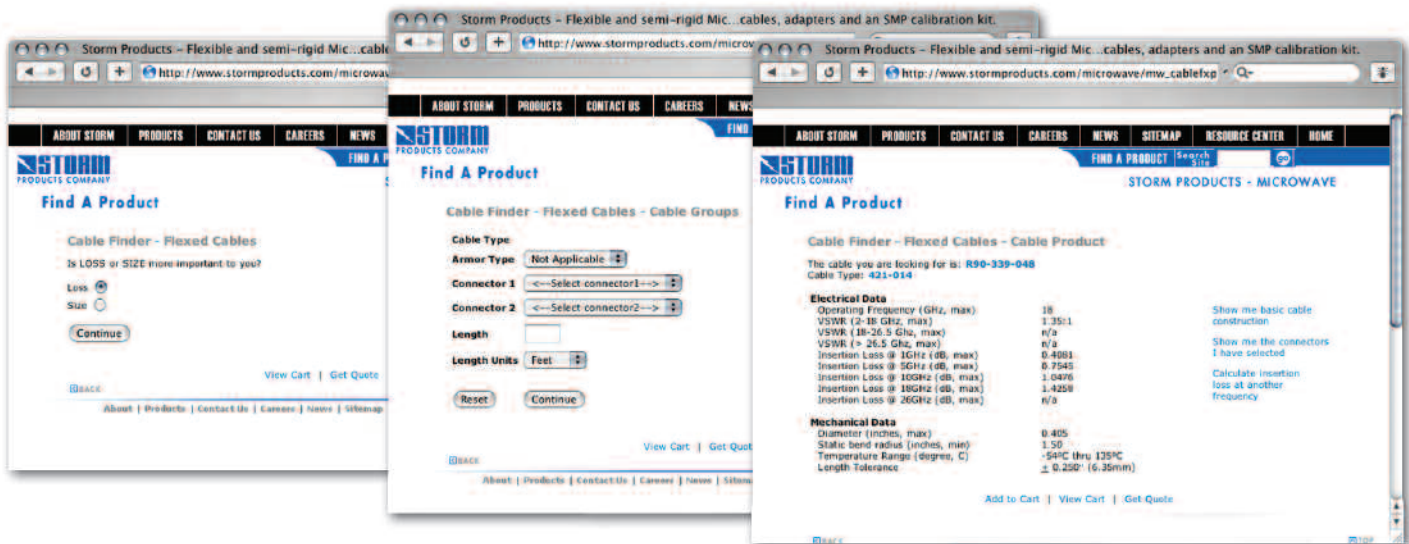 Storm Products – Flexible and semi-rigid Mic...cable
http://www.stormproducts.com/microwav
ABOUT STORM PRODUCTS CONTACT US CAREERS NEWS
STORM
PRODUCTS COMPANY
FIND A P
Find A Product
Cable Finder - Flexed Cables
Is LOSS or SIZE more important to you?
Loss
Size
Continue
View Cart | Get Quote
BACK
About | Products | Contact Us | Careers | News | Sitemap
Storm Products – Flexible and semi-rigid Mic...cables, adapters and an SMP calibration kit.
http://www.stormproducts.com/microw
ABOUT STORM PRODUCTS CONTACT US CAREERS NEWS
STORM
PRODUCTS COMPANY
FIND
Find A Product
Cable Finder - Flexed Cables - Cable Groups
Cable Type
Armor Type Not Applicable
Connector 1 <--Select connector1-->
Connector 2 <--Select connector2-->
Length
Length Units Feet
Reset Continue
View Cart | Get Quot
BACK
About | Products | Contact Us | Careers | News | Sitema
Storm Products – Flexible and semi-rigid Mic...cables, adapters and an SMP calibration kit.
http://www.stormproducts.com/microwave/mw_cablefxp
ABOUT STORM PRODUCTS CONTACT US CAREERS NEWS SITEMAP RESOURCE CENTER HOME
STORM
PRODUCTS COMPANY
FIND A PRODUCT Search Site go
STORM PRODUCTS - MICROWAVE
Find A Product
Cable Finder - Flexed Cables - Cable Product
The cable you are looking for is: R90-339-048
Cable Type: 421-014
Electrical Data
Operating Frequency (GHz, max) 18
VSWR (2-18 GHz, max) 1.35:1
VSWR (18-26.5 Ghz, max) n/a
VSWR (> 26.5 Ghz, max) n/a
Insertion Loss @ 1GHz (dB, max) 0.4081
Insertion Loss @ 5GHz (dB, max) 0.7545
Insertion Loss @ 10GHz (dB, max) 1.0476
Insertion Loss @ 18GHz (dB, max) 1.4258
Insertion Loss @ 26GHz (dB, max) n/a
Show me basic cable
construction
Show me the connectors
I have selected
Calculate insertion
loss at another
frequency
Mechanical Data
Diameter (inches, max) 0.405
Static bend radius (inches, min) 1.50
Temperature Range (degree, C) -54ºC thru 135ºC
Length Tolerance ± 0.250" (6.35mm)
Add to Cart | View Cart | Get Quote
BACK TOP